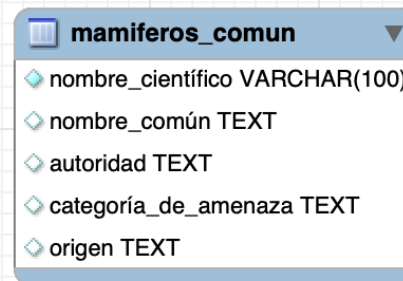 mamiferos_comun
nombre_científico VARCHAR(100)
nombre_común TEXT
autoridad TEXT
categoría_de_amenaza TEXT
origen TEXT